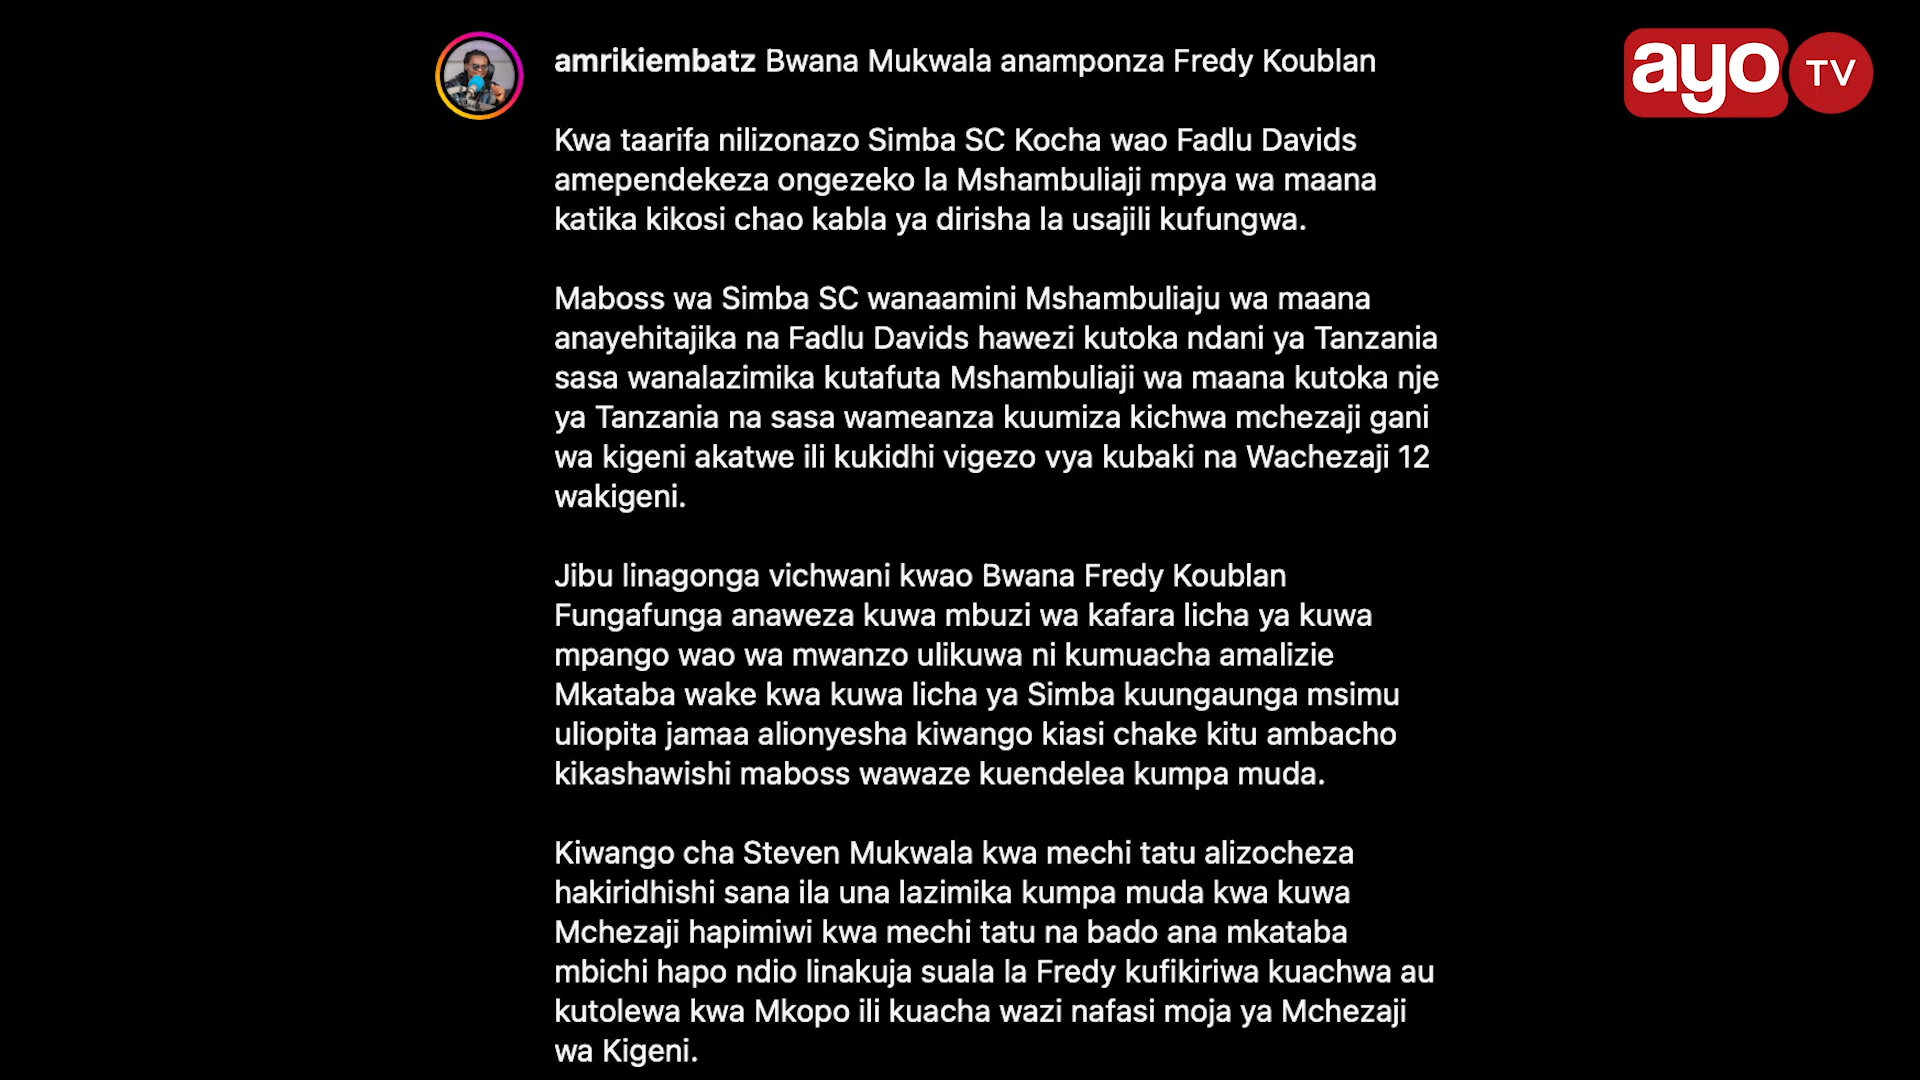 amrikiembatz Bwana Mukwala anamponza Fredy Koublan
ayo TV
Kwa taarifa nilizonazo Simba SC Kocha wao Fadlu Davids
amependekeza ongezeko la Mshambuliaji mpya wa maana
katika kikosi chao kabla ya dirisha la usajili kufungwa.
Maboss wa Simba SC wanaamini Mshambuliaju wa maana
anayehitajika na Fadlu Davids hawezi kutoka ndani ya Tanzania
sasa wanalazimika kutafuta Mshambuliaji wa maana kutoka nje
ya Tanzania na sasa wameanza kuumiza kichwa mchezaji gani
wa kigeni akatwe ili kukidhi vigezo vya kubaki na Wachezaji 12
wakigeni.
Jibu linagonga vichwani kwao Bwana Fredy Koublan
Fungafunga anaweza kuwa mbuzi wa kafara licha ya kuwa
mpango wao wa mwanzo ulikuwa ni kumuacha amalizie
Mkataba wake kwa kuwa licha ya Simba kuungaunga msimu
uliopita jamaa alionyesha kiwango kiasi chake kitu ambacho
kikashawishi maboss wawaze kuendelea kumpa muda.
Kiwango cha Steven Mukwala kwa mechi tatu alizocheza
hakiridhishi sana ila una lazimika kumpa muda kwa kuwa
Mchezaji hapimiwi kwa mechi tatu na bado ana mkataba
mbichi hapo ndio linakuja suala la Fredy kufikiriwa kuachwa au
kutolewa kwa Mkopo ili kuacha wazi nafasi moja ya Mchezaji
wa Kigeni.